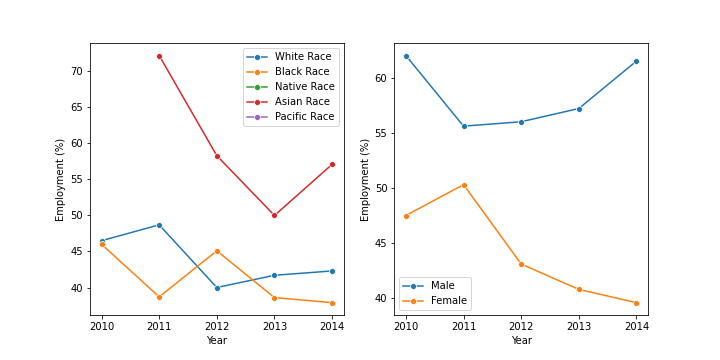 Employment (%)
70
65
60
55
50
45
40
2010 2011 2012 2013 2014
Year
White Race
Black Race
Native Race
Asian Race
Pacific Race
Employment (%)
60
55
50
45
40
2010 2011 2012 2013 2014
Year
Male
Female